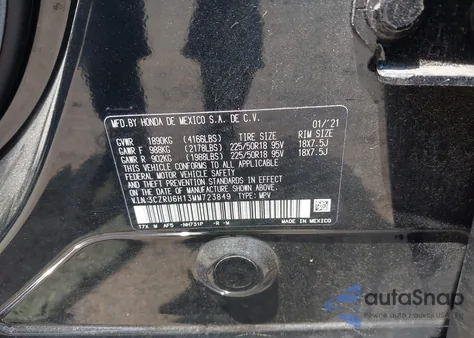 MFD.BY HONDA DE MEXICO S.A. DE C.V. 01/'21
GVWR 1890KG (4166LBS) TIRE SIZE RIM SIZE
GAWR F 988KG (2178LBS) 225/50R18 95V 18X7.5J
GAWR R 902KG (1988LBS) 225/50R18 95V 18X7.5J
THIS VEHICLE CONFORMS TO ALL APPLICABLE
FEDERAL MOTOR VEHICLE SAFETY AND
THEFT PREVENTION STANDARDS IN EFFECT ON THE
DATE OF MANUFACTURE SHOWN ABOVE.
V.I.N:3CZRU6H13MM723849 TYPE: MPV
T7X M AF5 -NH731P -R -M MADE IN MEXICO
autoSnap